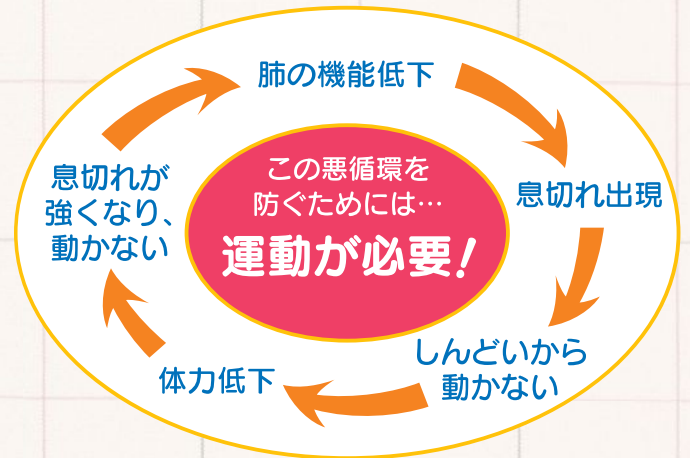 肺の機能低下
息切れ出現
しんどいから
動かない
体力低下
息切れが
強くなり、
動かない
この悪循環を
防ぐためには…
運動が必要！